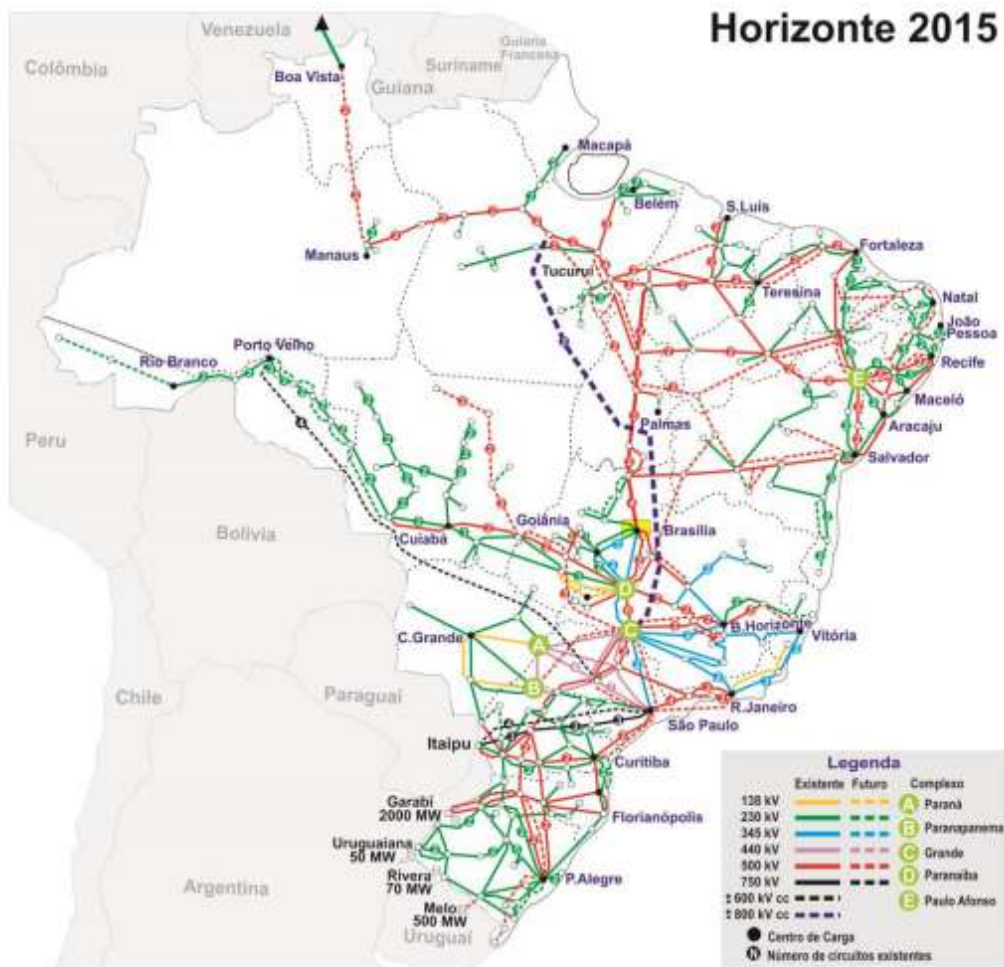 Horizonte 2015
Venezuela
Guiana
Francesa
Suriname
Colômbia
Boa Vista
Guiana
Macapá
Belém
S.Luis
Manaus
Fortaleza
Tucuruí
Teresina
Natal
João
Pessoa
Porto Velho
Rio Branco
Recife
E
Maceió
Palmas
Aracaju
Peru
Salvador
Goiânia
Brasília
Cuiabá
Bolivia
D
C
B.Horizonte
Vitória
C.Grande
A
B
Chile
Paraguai
R.Janeiro
São Paulo
Itaipu
Curitiba
Garabi
2000 MW
Florianópolis
Uruguaiana
50 MW
Rivera
70 MW
P.Alegre
Melo
500 MW
Argentina
Uruguai
Legenda
Existente Futuro Complexo
138 kV A Paraná
230 kV
345 kV B Paranapanema
440 kV C Grande
500 kV D Paranaíba
750 kV
± 600 kV cc E Paulo Afonso
± 800 kV cc
Centro de Carga
N Número de circuitos existentes